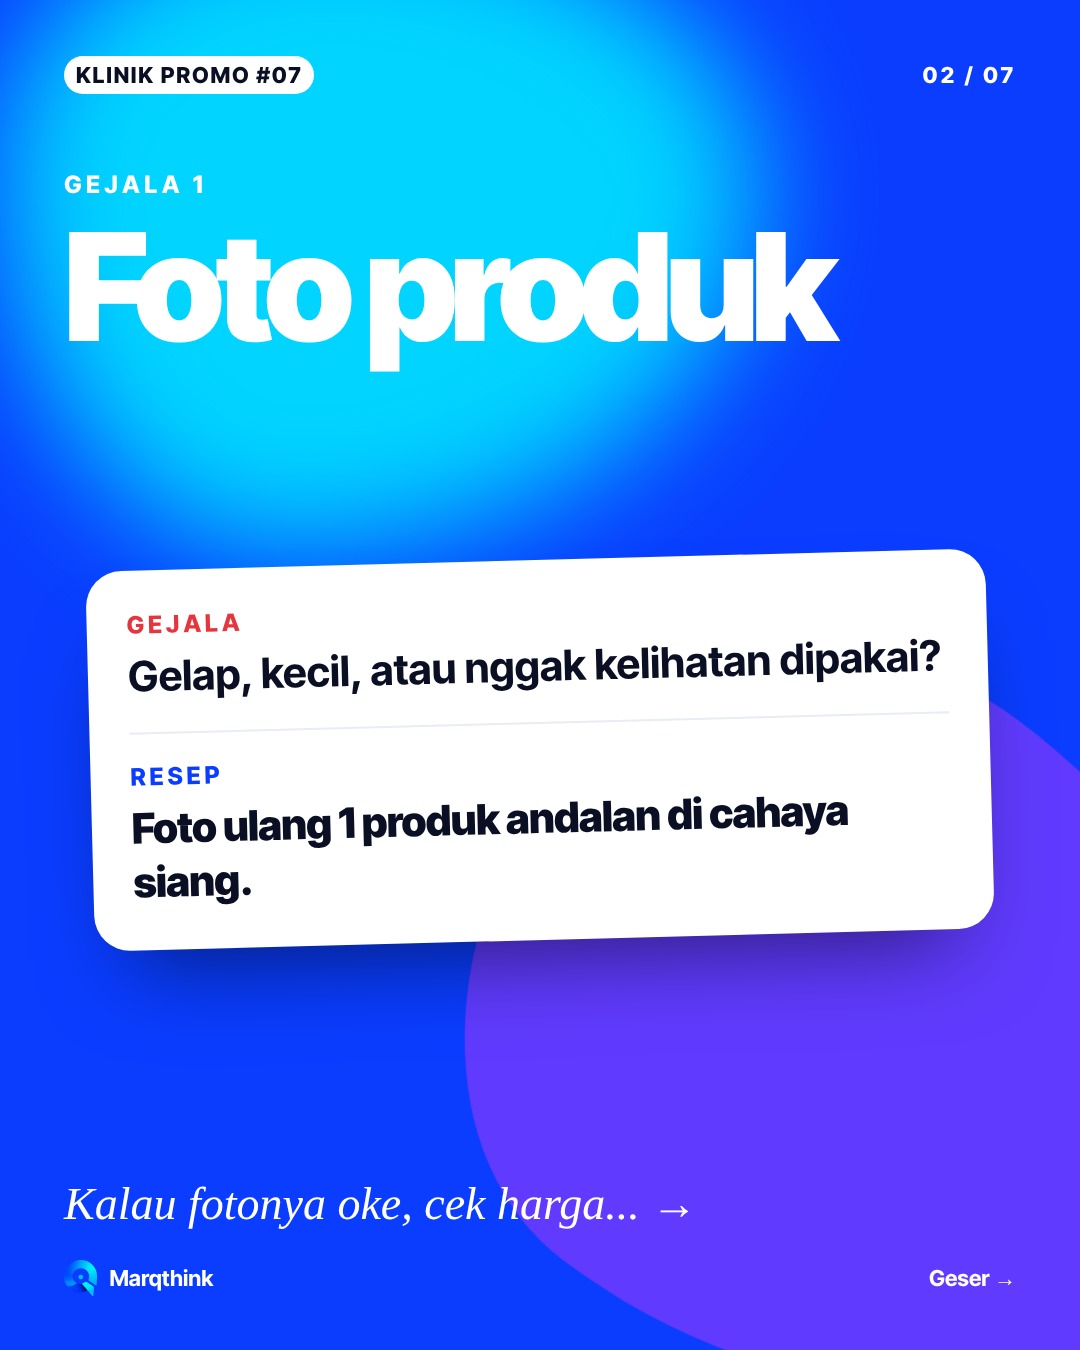 KLINIK PROMO #07
02 / 07
GEJALA 1
Foto produk
GEJALA
Gelap, kecil, atau nggak kelihatan dipakai?
RESEP
Foto ulang 1 produk andalan di cahaya
siang.
Kalau fotonya oke, cek harga... →
Marqthink
Geser →